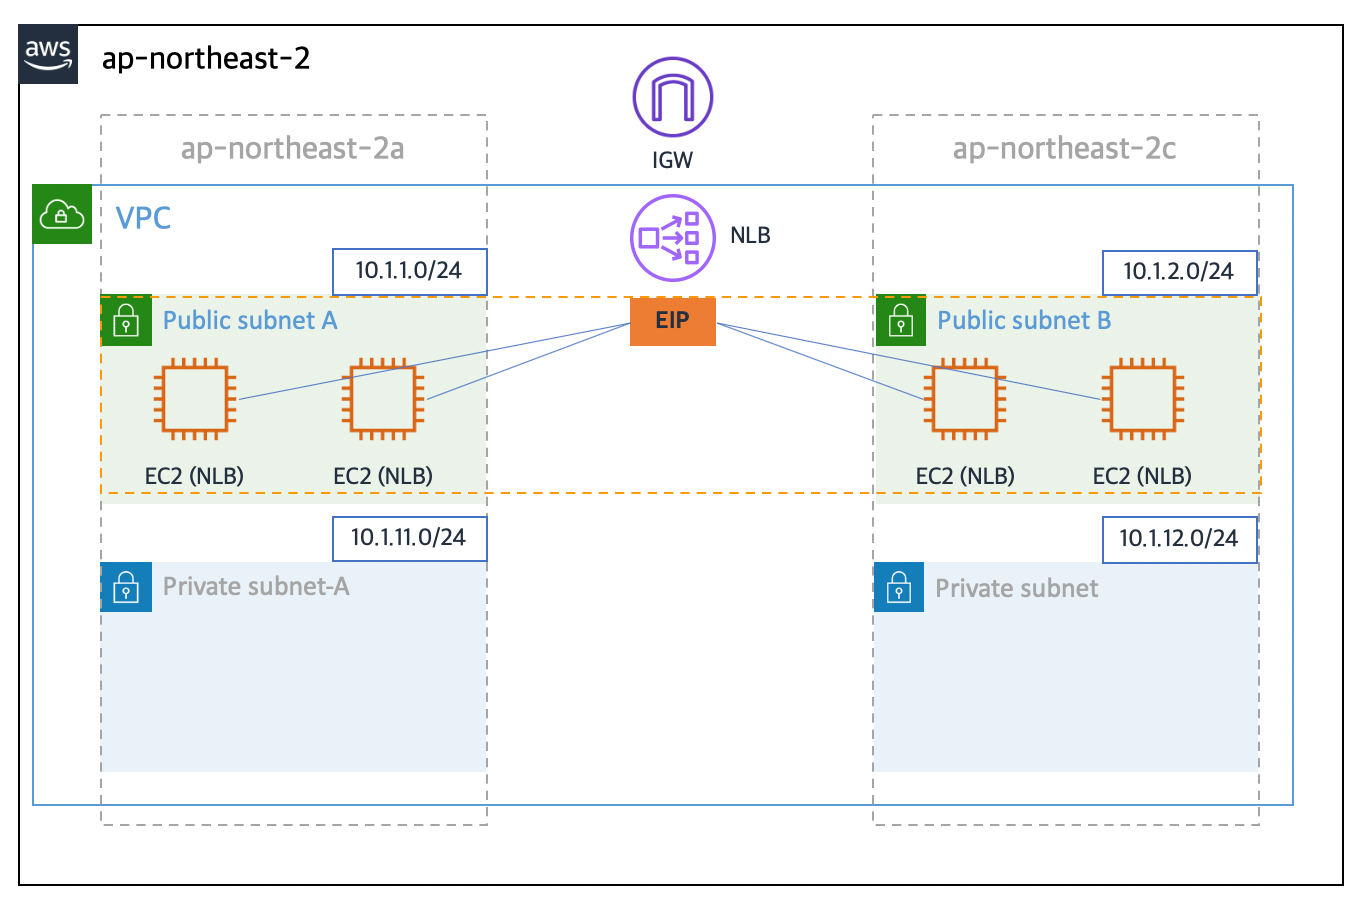 aws
ap-northeast-2
IGW
ap-northeast-2a
ap-northeast-2c
VPC
NLB
10.1.1.0/24
10.1.2.0/24
Public subnet A
EIP
Public subnet B
EC2 (NLB)
EC2 (NLB)
EC2 (NLB)
EC2 (NLB)
10.1.11.0/24
10.1.12.0/24
Private subnet-A
Private subnet